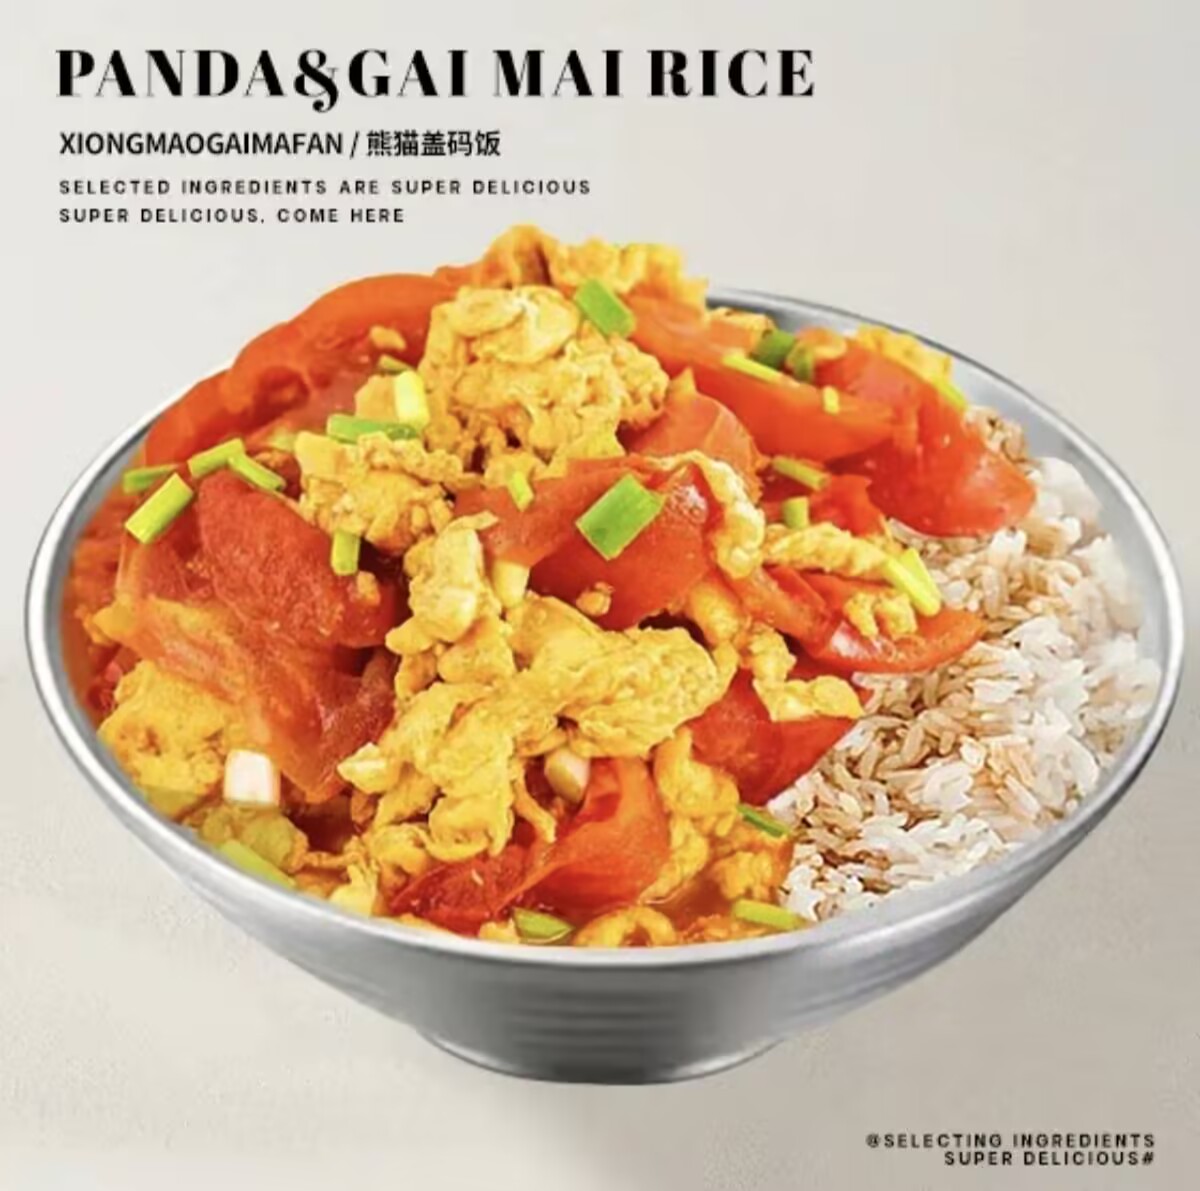 PANDA&GAI MAI RICE
XIONGMAOGAIMAFAN / 熊猫盖码饭
SELECTED INGREDIENTS ARE SUPER DELICIOUS
SUPER DELICIOUS, COME HERE
@SELECTING INGREDIENTS
SUPER DELICIOUS#